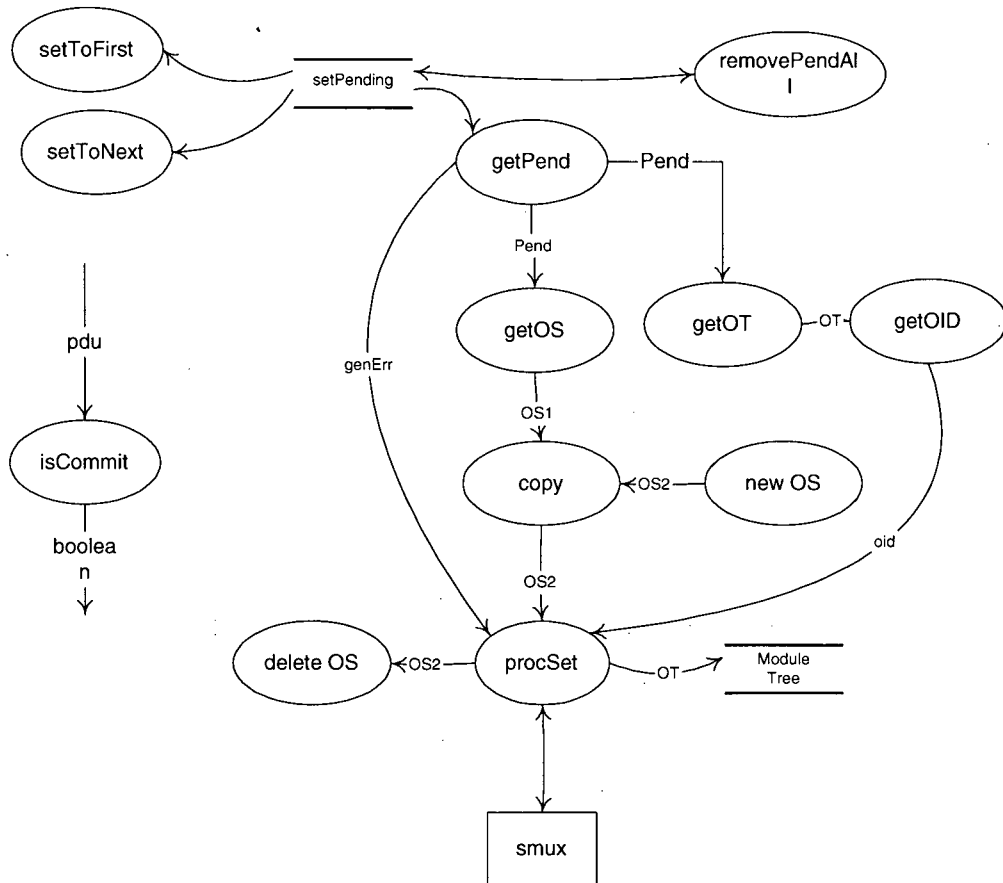 setToFirst
setPending
removePendAl
l
setToNext
getPend
Pend
Pend
getOS
getOT
OT
getOID
pdu
genErr
OS1
isCommit
copy
OS2
new OS
boolea
n
oid
OS2
delete OS
OS2
procSet
OT
Module
Tree
smux